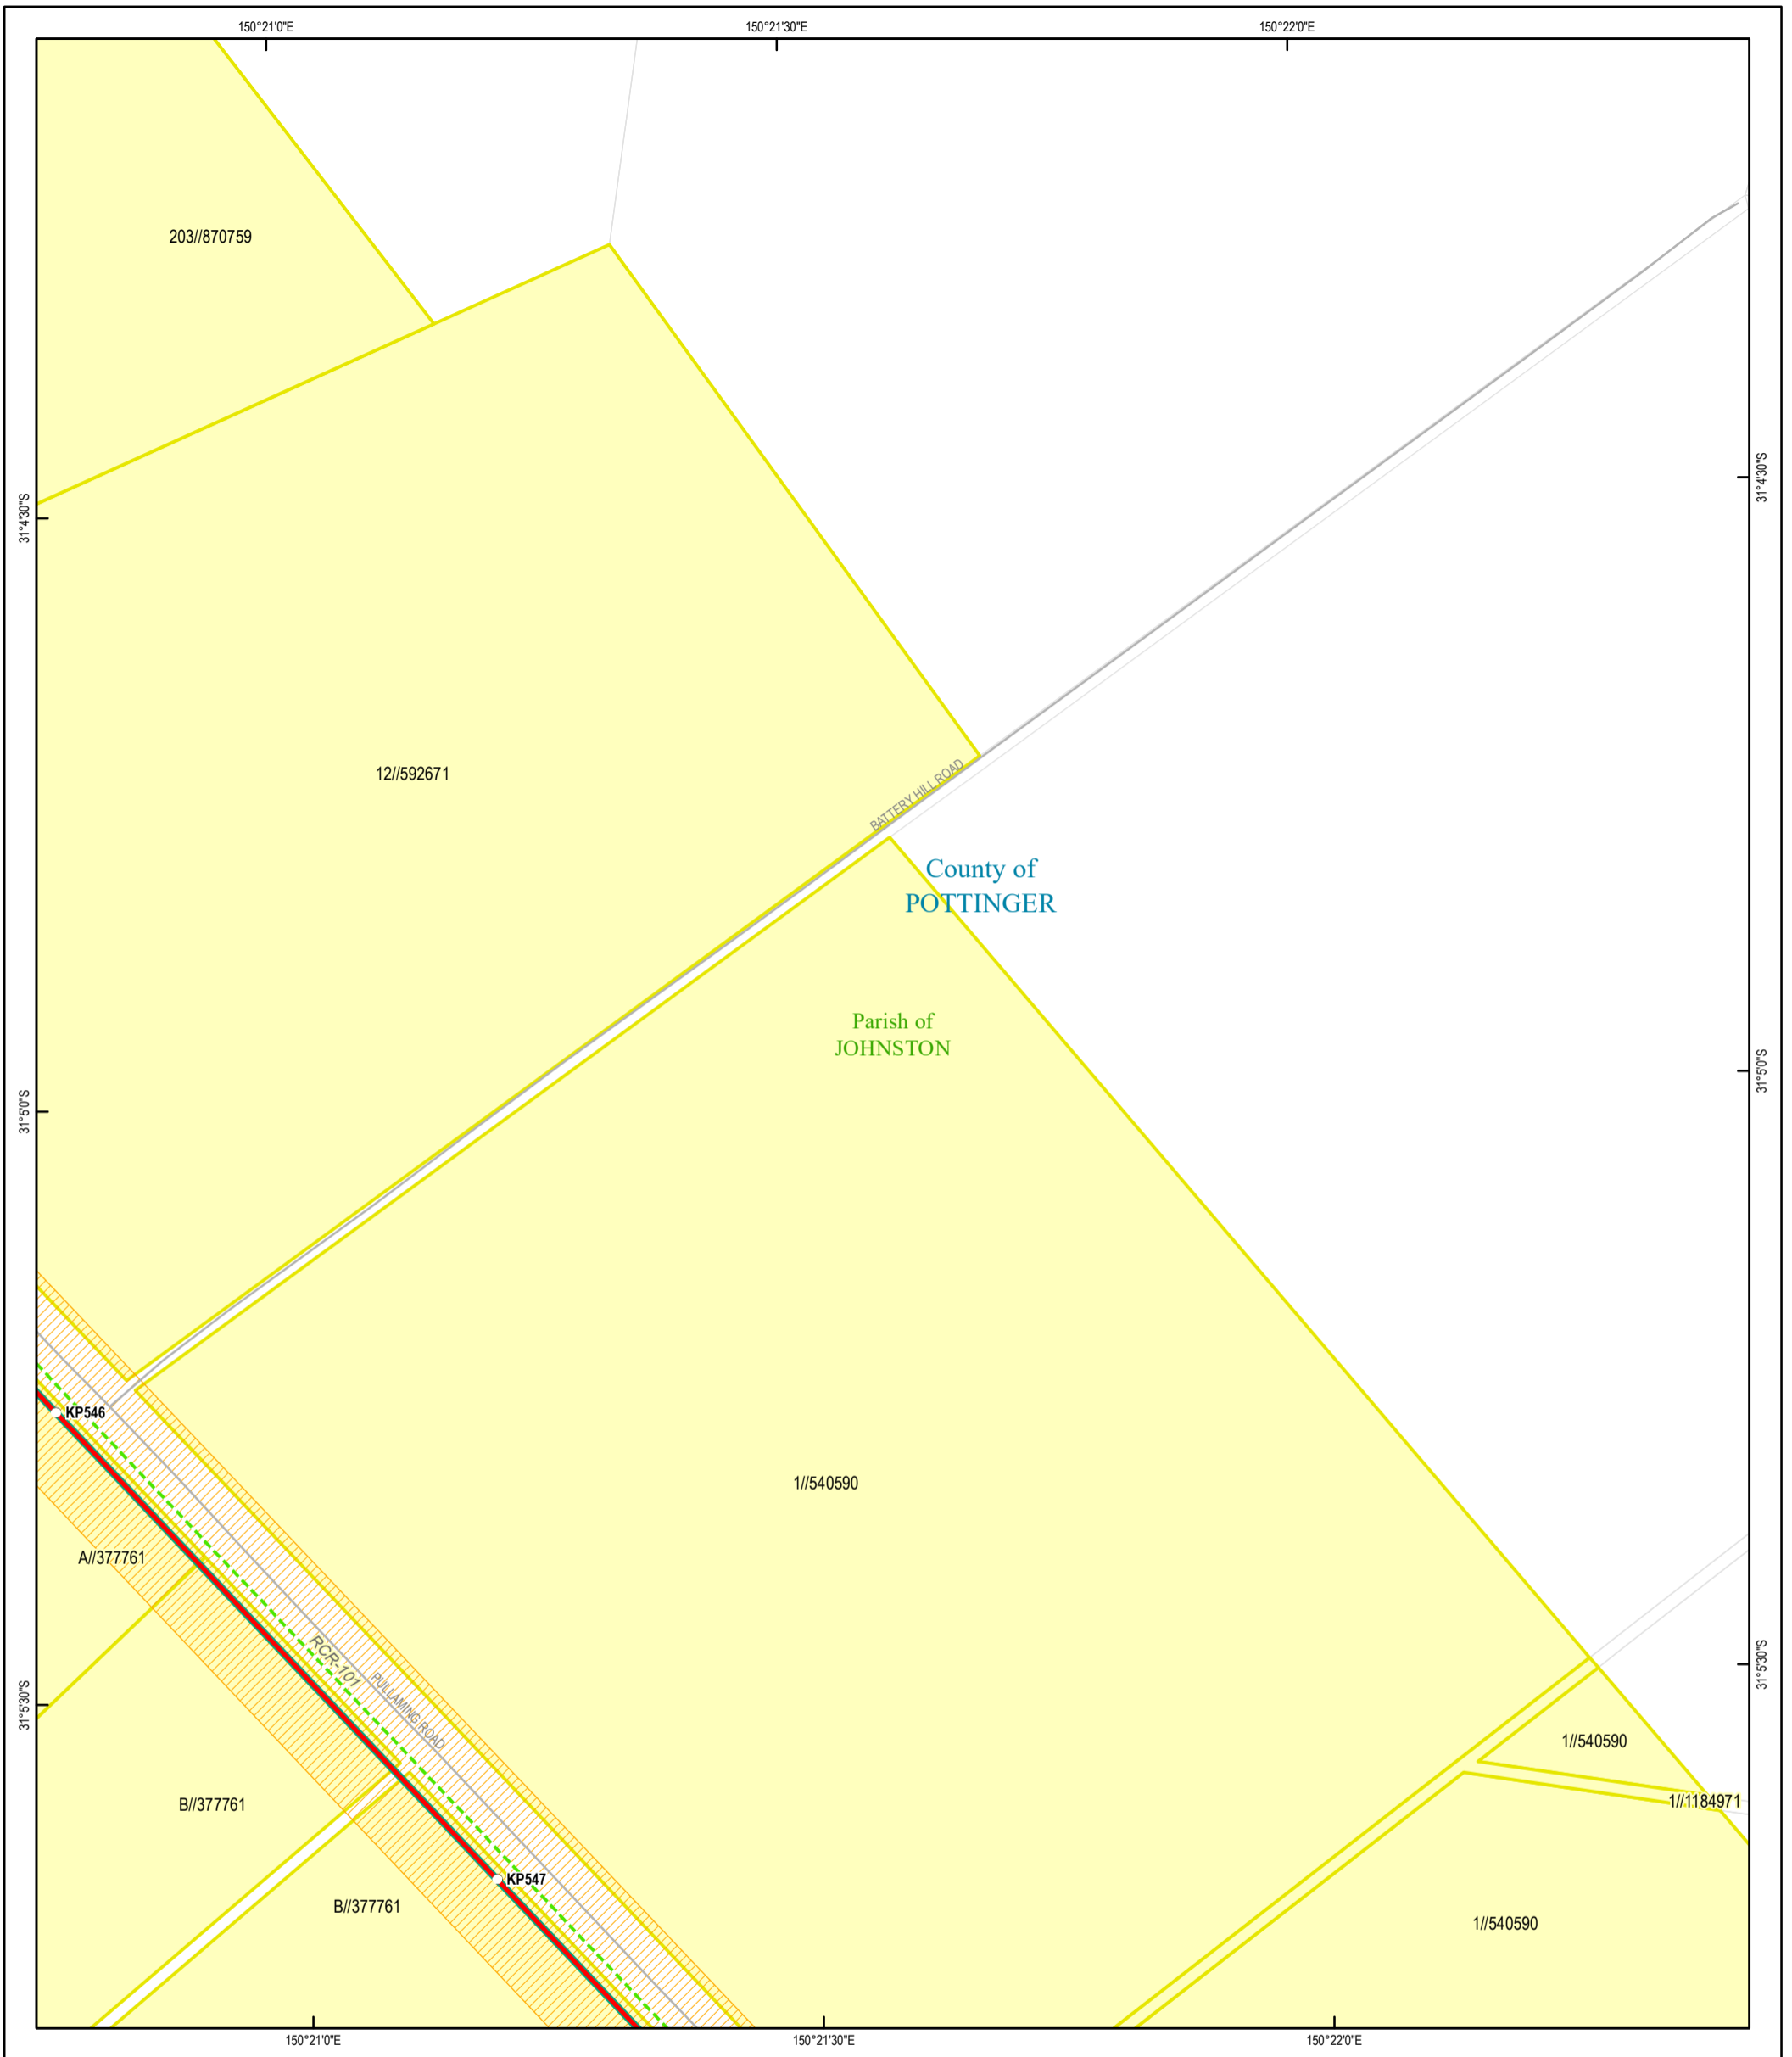 150°21'0"E
150°21'30"E
150°22'0"E
203//870759
31°4'30"S
31°4'30"S
12//592671
BATTERY HILL ROAD
County of
POTTINGER
Parish of
JOHNSTON
31°5'0"S
31°5'0"S
KP546
1//540590
A//377761
RCR-101
PULLAMING ROAD
31°5'30"S
31°5'30"S
1//540590
1//1184971
B//377761
KP547
B//377761
1//540590
150°21'0"E
150°21'30"E
150°22'0"E